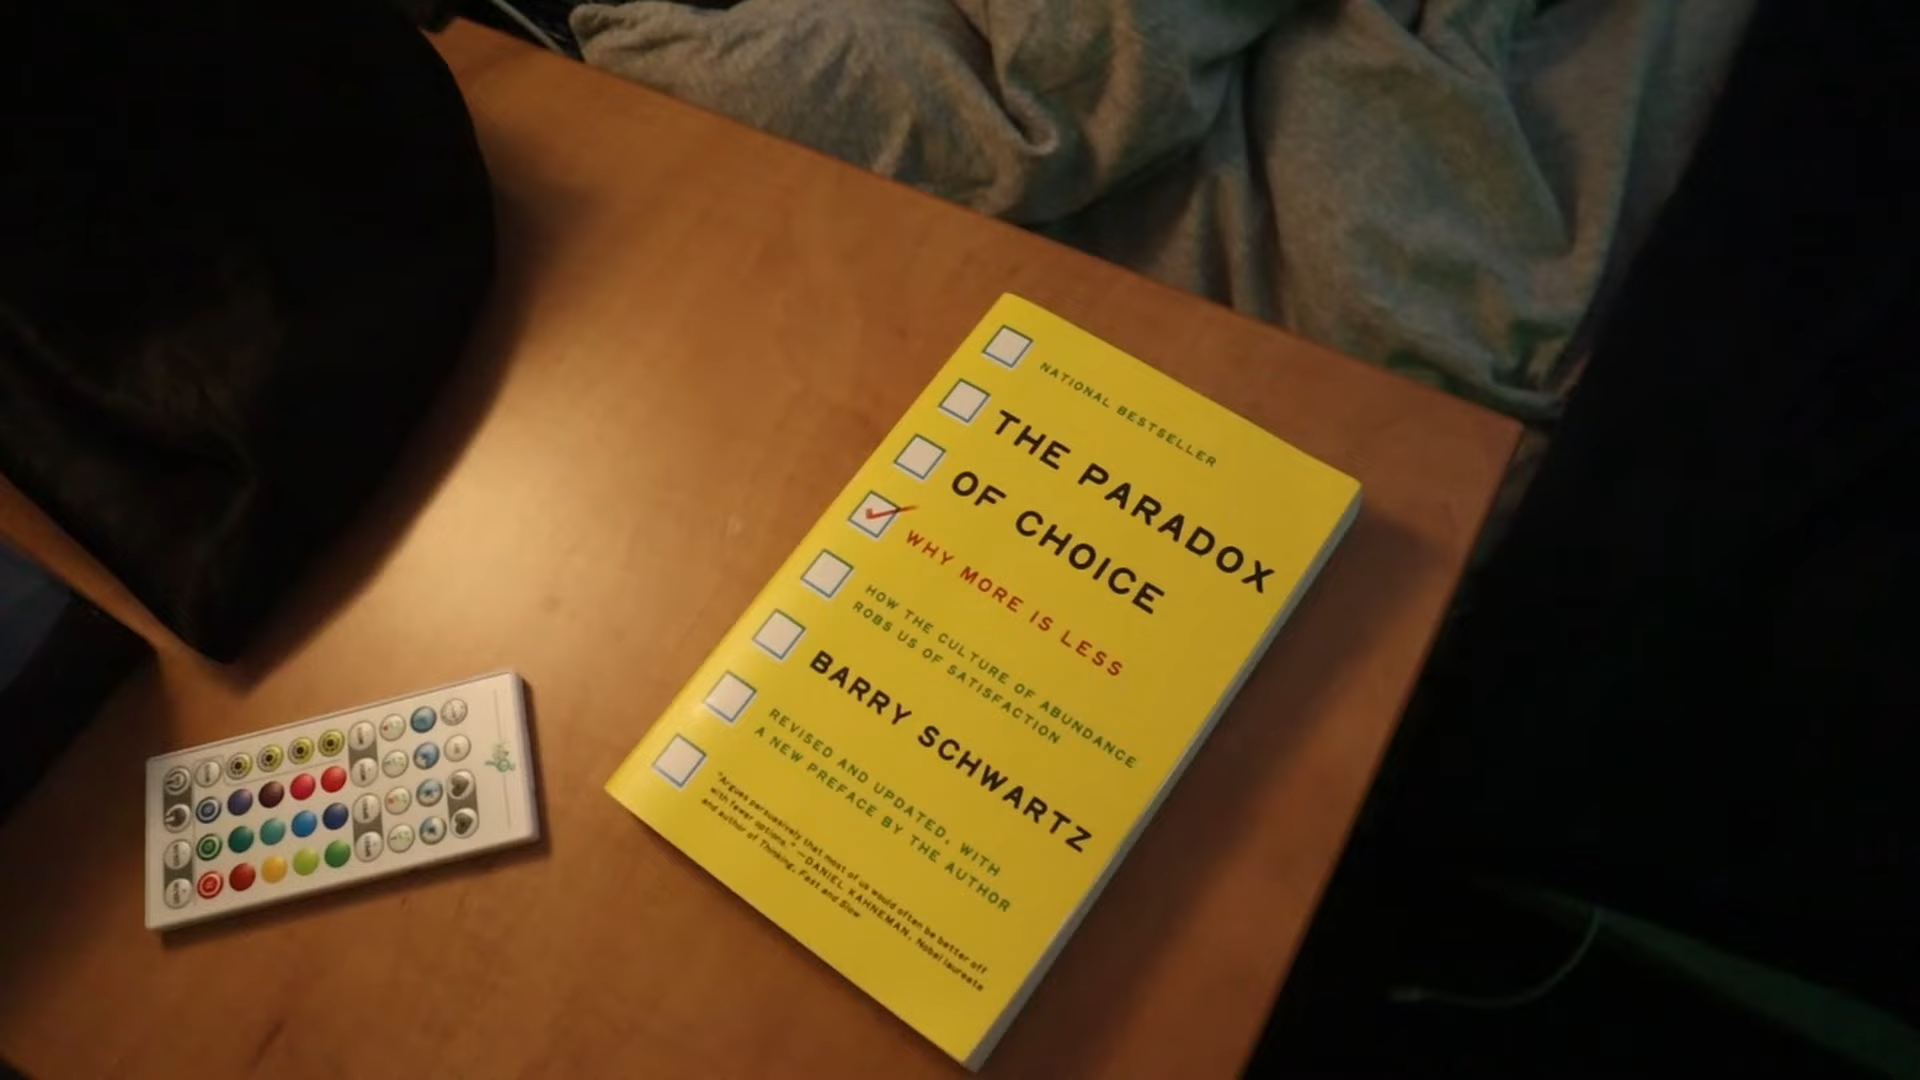 NATIONAL BESTSELLER
THE PARADOX
OF CHOICE
WHY MORE IS LESS
HOW THE CULTURE OF ABUNDANCE
ROBS US OF SATISFACTION
BARRY SCHWARTZ
REVISED AND UPDATED, WITH
A NEW PREFACE BY THE AUTHOR
"Argues persuasively that most of us would often be better off
with fewer options." —DANIEL KAHNEMAN, Nobel laureate
and author of Thinking, Fast and Slow